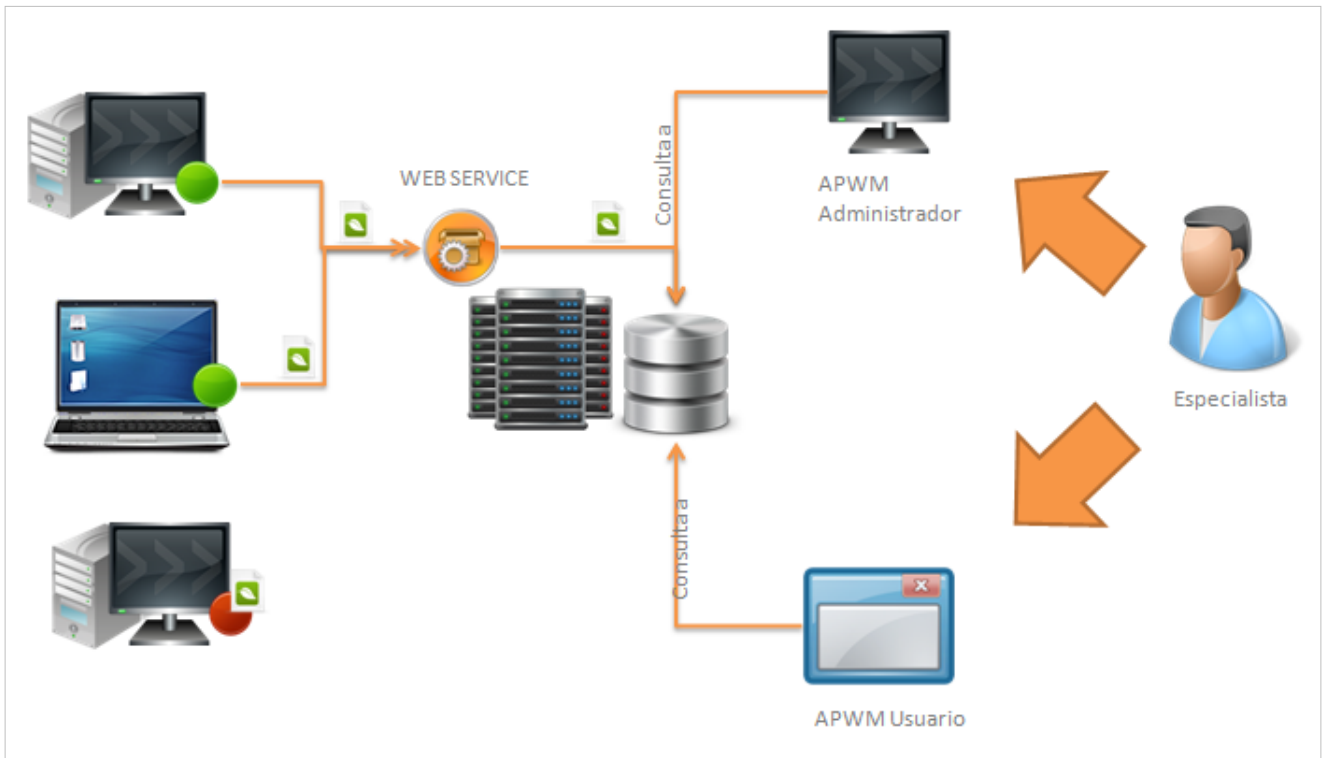 WEB SERVICE
Consulta a
APWM
Administrador
Especialista
Consulta a
APWM Usuario